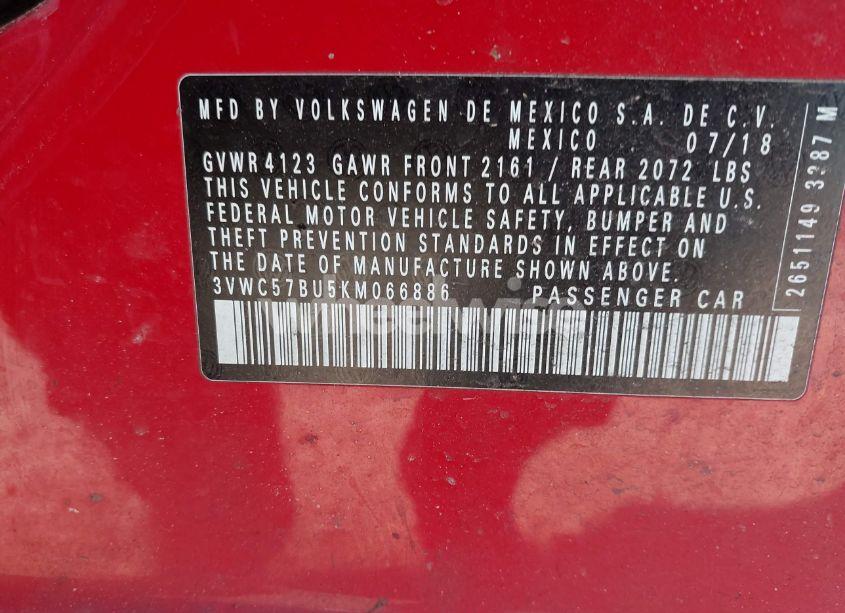 MFD BY VOLKSWAGEN DE MEXICO S.A. DE C.V.
MEXICO 07/18
GVWR 4123 GAWR FRONT 2161 / REAR 2072 LBS
THIS VEHICLE CONFORMS TO ALL APPLICABLE U.S.
FEDERAL MOTOR VEHICLE SAFETY, BUMPER AND
THEFT PREVENTION STANDARDS IN EFFECT ON
THE DATE OF MANUFACTURE SHOWN ABOVE.
3VWC57BU5KM066886 PASSENGER CAR
2651149 3287 M
wheelwise